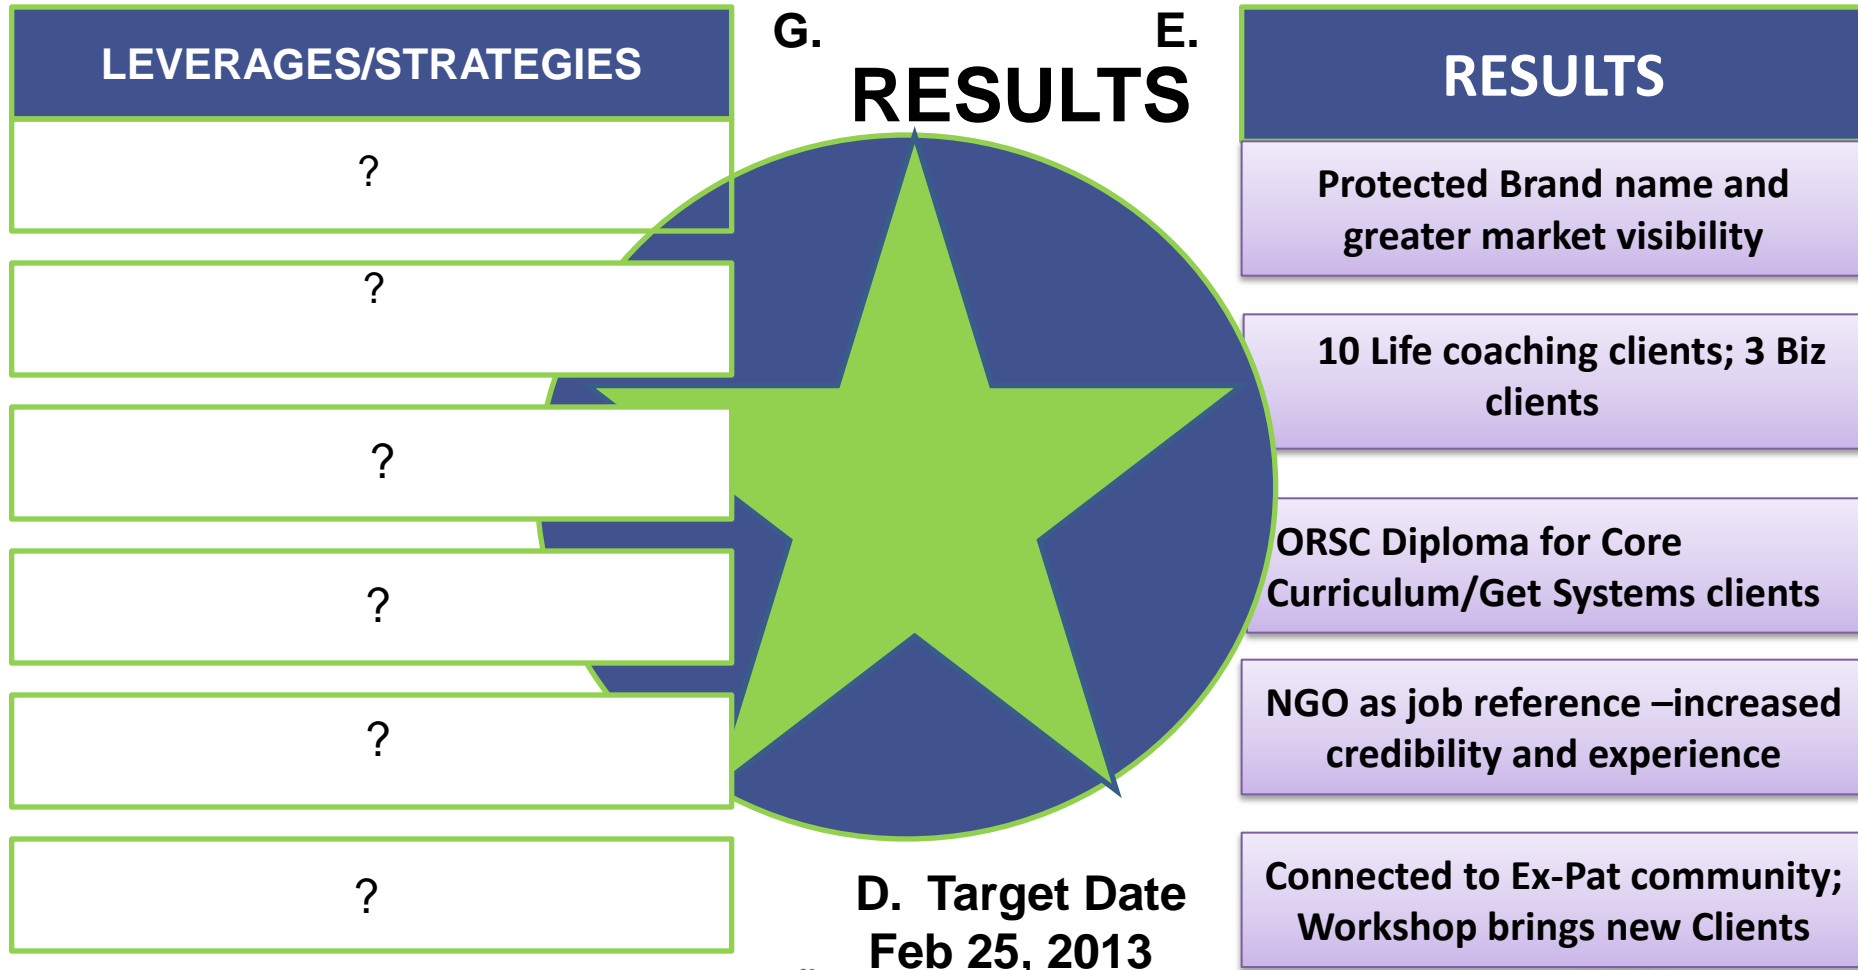 LEVERAGES/STRATEGIES
?
?
?
?
?
?
G.
E.
RESULTS
D. Target Date
Feb 25, 2013
RESULTS
Protected Brand name and
greater market visibility
10 Life coaching clients; 3 Biz
clients
ORSC Diploma for Core
Curriculum/Get Systems clients
NGO as job reference –increased
credibility and experience
Connected to Ex-Pat community;
Workshop brings new Clients